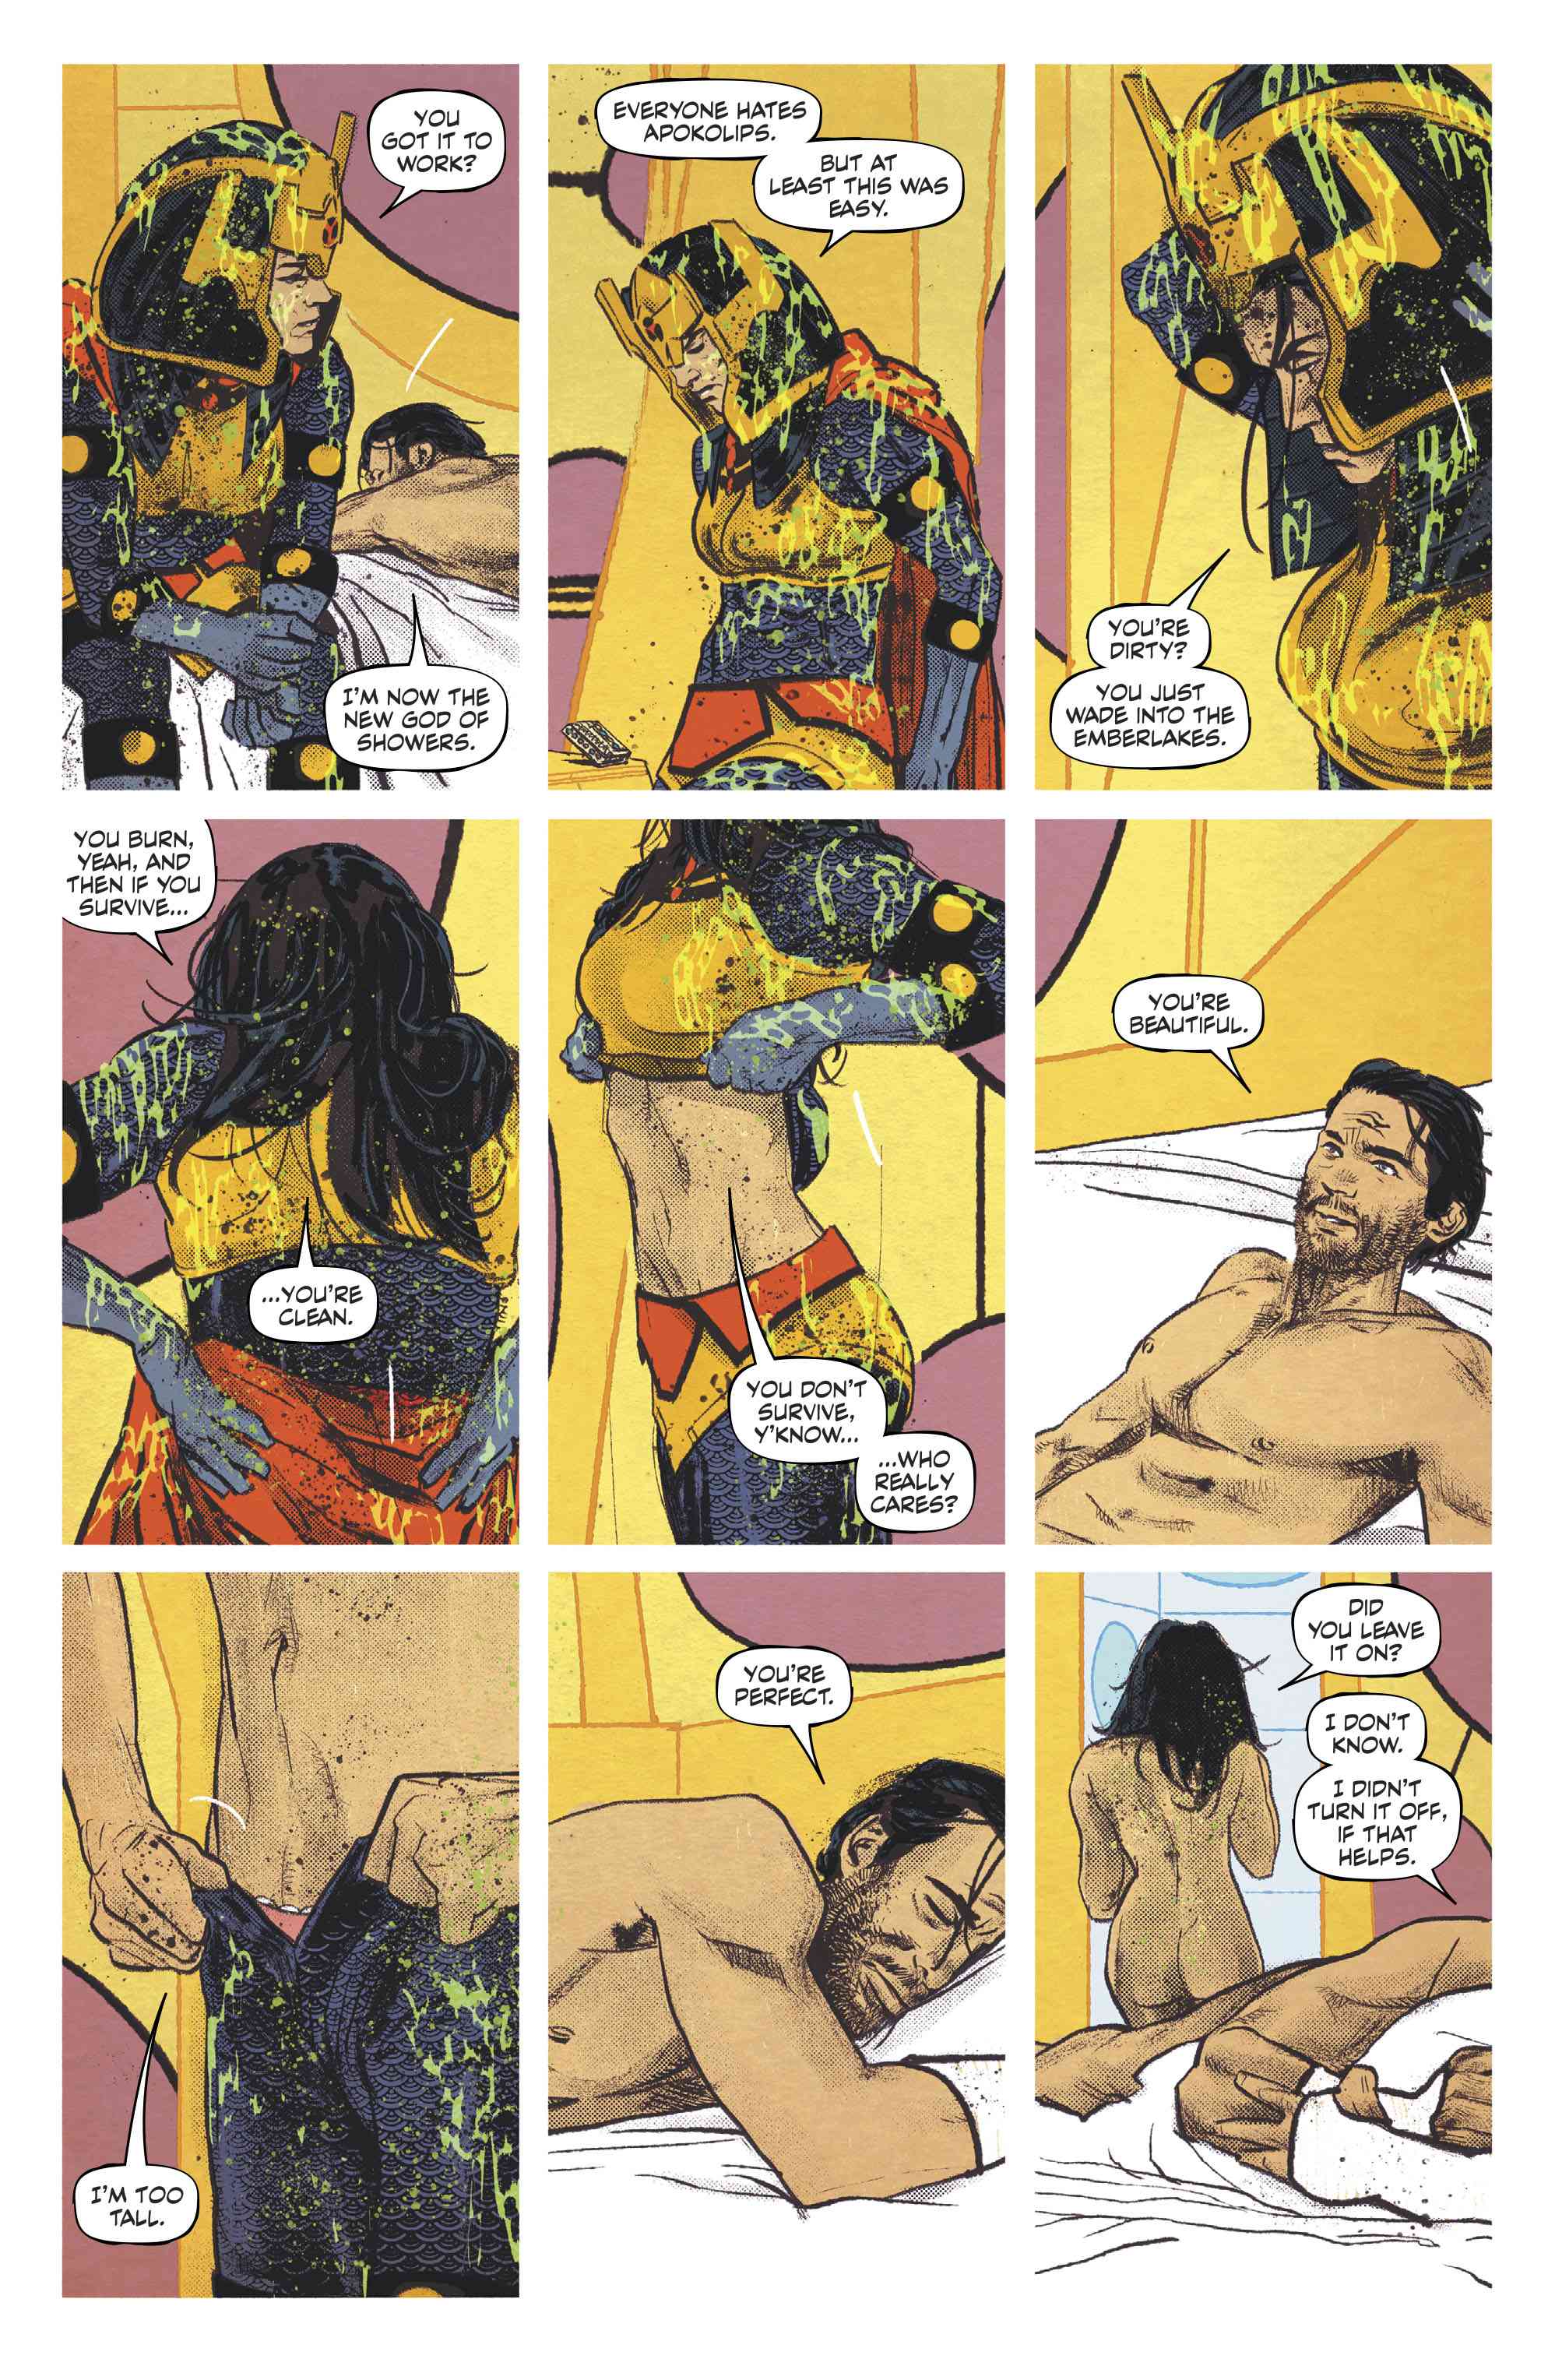 YOU
GOT IT TO
WORK?
I'M NOW THE
NEW GOD OF
SHOWERS.
EVERYONE HATES
APOKOLIPS.
BUT AT
LEAST THIS WAS
EASY.
YOU'RE
DIRTY?
YOU JUST
WADE INTO THE
EMBERLAKES.
YOU BURN,
YEAH, AND
THEN IF YOU
SURVIVE...
...YOU'RE
CLEAN.
YOU DON'T
SURVIVE,
Y'KNOW...
...WHO
REALLY
CARES?
YOU'RE
BEAUTIFUL.
I'M TOO
TALL.
YOU'RE
PERFECT.
DID
YOU LEAVE
IT ON?
I DON'T
KNOW.
I DIDN'T
TURN IT OFF,
IF THAT
HELPS.